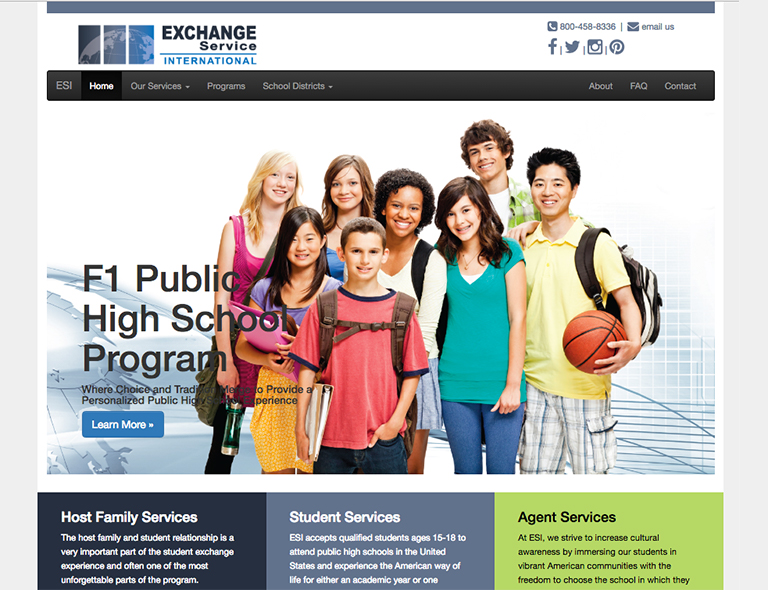 EXCHANGE
Service
INTERNATIONAL
800-458-8336 | email us
ESI Home Our Services Programs School Districts About FAQ Contact
F1 Public
High School
Program
Where Choice and Tradition Merge to Provide a
Personalized Public High School Experience
Learn More »
Host Family Services
The host family and student relationship is a
very important part of the student exchange
experience and often one of the most
unforgettable parts of the program.
Student Services
ESI accepts qualified students ages 15-18 to
attend public high schools in the United
States and experience the American way of
life for either an academic year or one
Agent Services
At ESI, we strive to increase cultural
awareness by immersing our students in
vibrant American communities with the
freedom to choose the school in which they